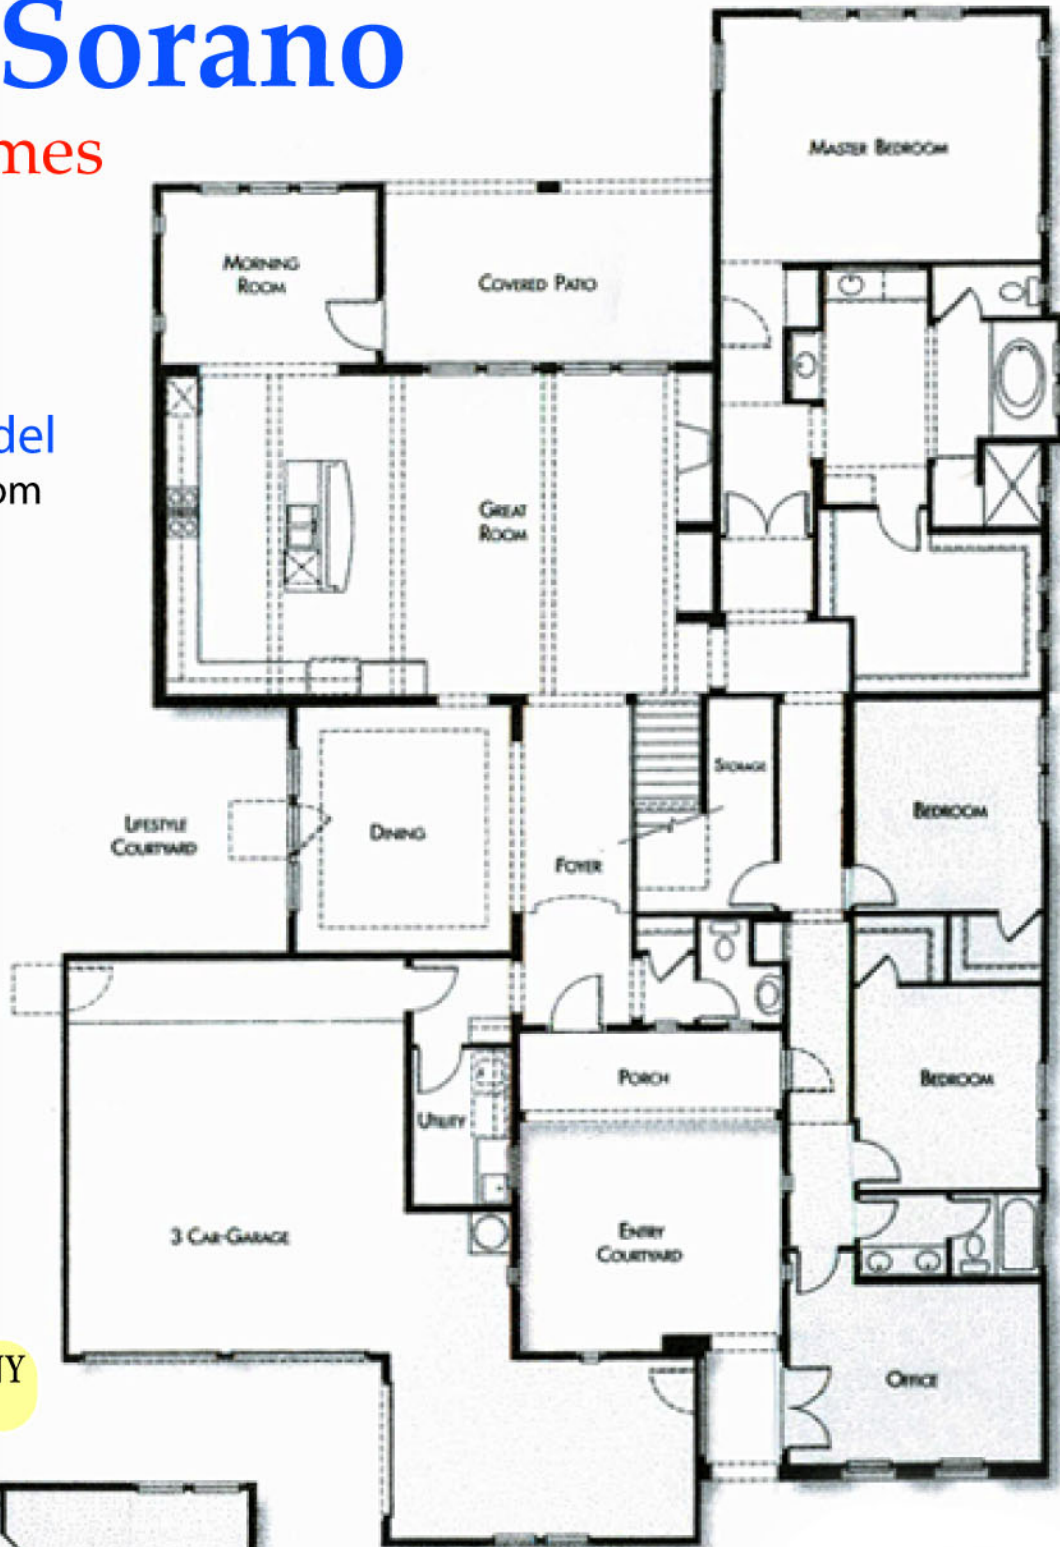 Sorano
mes
MASTER BEDROOM
MORNING
ROOM
COVERED PATIO
del
om
GREAT
ROOM
STORAGE
BEDROOM
LIFESTYLE
COURTYARD
DINING
FOYER
PORCH
BEDROOM
UTILITY
3 CAR-GARAGE
ENTRY
COURTYARD
NY
OFFICE